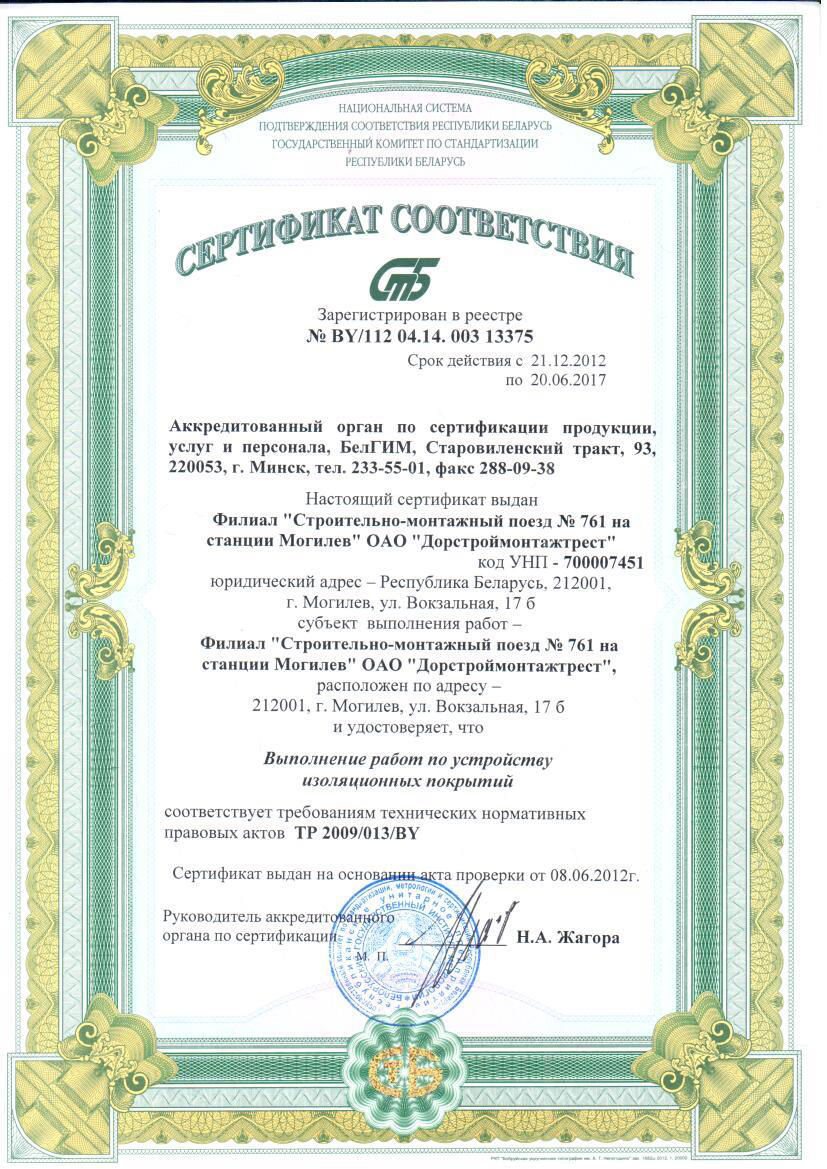 НАЦИОНАЛЬНАЯ СИСТЕМА
ПОДТВЕРЖДЕНИЯ СООТВЕТСТВИЯ РЕСПУБЛИКИ БЕЛАРУСЬ
ГОСУДАРСТВЕННЫЙ КОМИТЕТ ПО СТАНДАРТИЗАЦИИ
РЕСПУБЛИКИ БЕЛАРУСЬ
СЕРТИФИКАТ СООТВЕТСТВИЯ
СТБ
Зарегистрирован в реестре
№ BY/112 04.14. 003 13375
Срок действия с 21.12.2012
по 20.06.2017
Аккредитованный орган по сертификации продукции,
услуг и персонала, БелГИМ, Старовиленский тракт, 93,
220053, г. Минск, тел. 233-55-01, факс 288-09-38
Настоящий сертификат выдан
Филиал "Строительно-монтажный поезд № 761 на
станции Могилев" ОАО "Дорстроймонтажтрест"
код УНП - 700007451
юридический адрес – Республика Беларусь, 212001,
г. Могилев, ул. Вокзальная, 17 б
субъект выполнения работ –
Филиал "Строительно-монтажный поезд № 761 на
станции Могилев" ОАО "Дорстроймонтажтрест",
расположен по адресу –
212001, г. Могилев, ул. Вокзальная, 17 б
и удостоверяет, что
Выполнение работ по устройству
изоляционных покрытий
соответствует требованиям технических нормативных
правовых актов ТР 2009/013/BY
Сертификат выдан на основании акта проверки от 08.06.2012г.
Руководитель аккредитованного
органа по сертификации
Н.А. Жагора
М. П.
СТБ